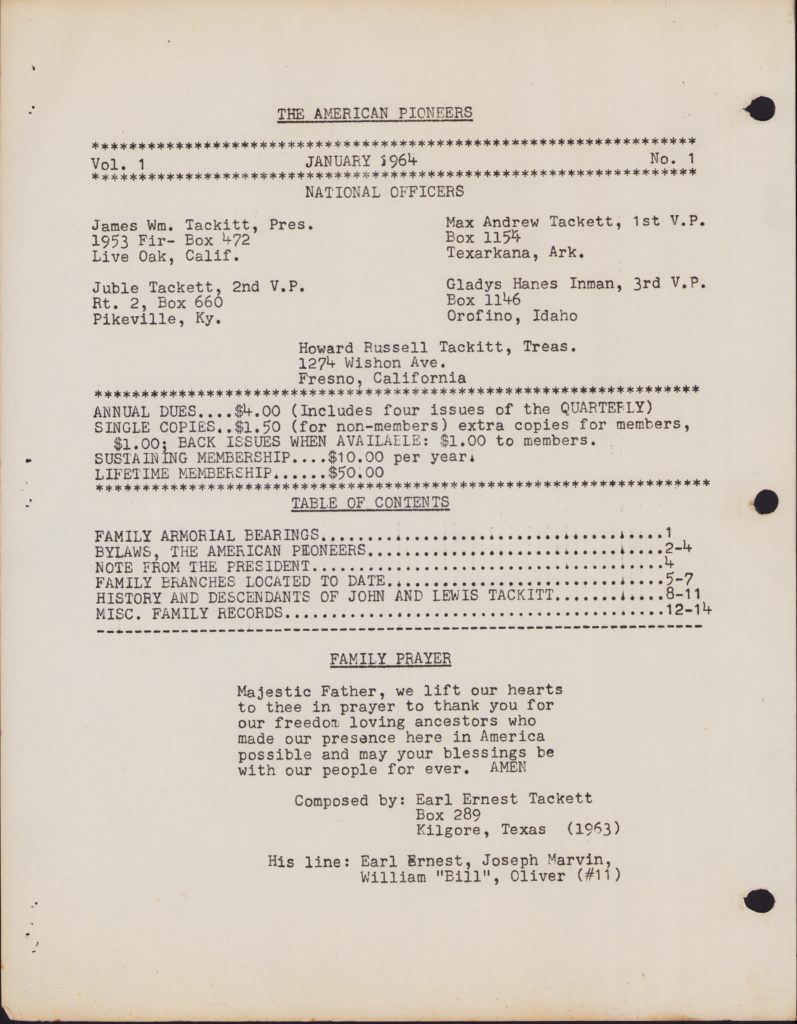 THE AMERICAN PIONEERS
*****************************************************************
Vol. 1 JANUARY 1964 No. 1
*****************************************************************
NATIONAL OFFICERS
James Wm. Tackitt, Pres. Max Andrew Tackett, 1st V.P.
1953 Fir- Box 472 Box 1154
Live Oak, Calif. Texarkana, Ark.
Juble Tackett, 2nd V.P. Gladys Hanes Inman, 3rd V.P.
Rt. 2, Box 660 Box 1146
Pikeville, Ky. Orofino, Idaho
Howard Russell Tackitt, Treas.
1274 Wishon Ave.
Fresno, California
*****************************************************************
ANNUAL DUES....$4.00 (Includes four issues of the QUARTERLY)
SINGLE COPIES..$1.50 (for non-members) extra copies for members,
$1.00; BACK ISSUES WHEN AVAILAELE: $1.00 to members.
SUSTAINING MEMBERSHIP....$10.00 per year.
LIFETIME MEMBERSHIP......$50.00
******************************************************************
TABLE OF CONTENTS
FAMILY ARMORIAL BEARINGS.....................................1
BYLAWS, THE AMERICAN PIONEERS................................2-4
NOTE FROM THE PRESIDENT......................................4
FAMILY BRANCHES LOCATED TO DATE..............................5-7
HISTORY AND DESCENDANTS OF JOHN AND LEWIS TACKITT............8-11
MISC. FAMILY RECORDS.........................................12-14
-----------------------------------------------------------------
FAMILY PRAYER
Majestic Father, we lift our hearts
to thee in prayer to thank you for
our freedom loving ancestors who
made our presence here in America
possible and may your blessings be
with our people for ever. AMEN
Composed by: Earl Ernest Tackett
Box 289
Kilgore, Texas (1963)
His line: Earl Ernest, Joseph Marvin,
William "Bill", Oliver (#11)